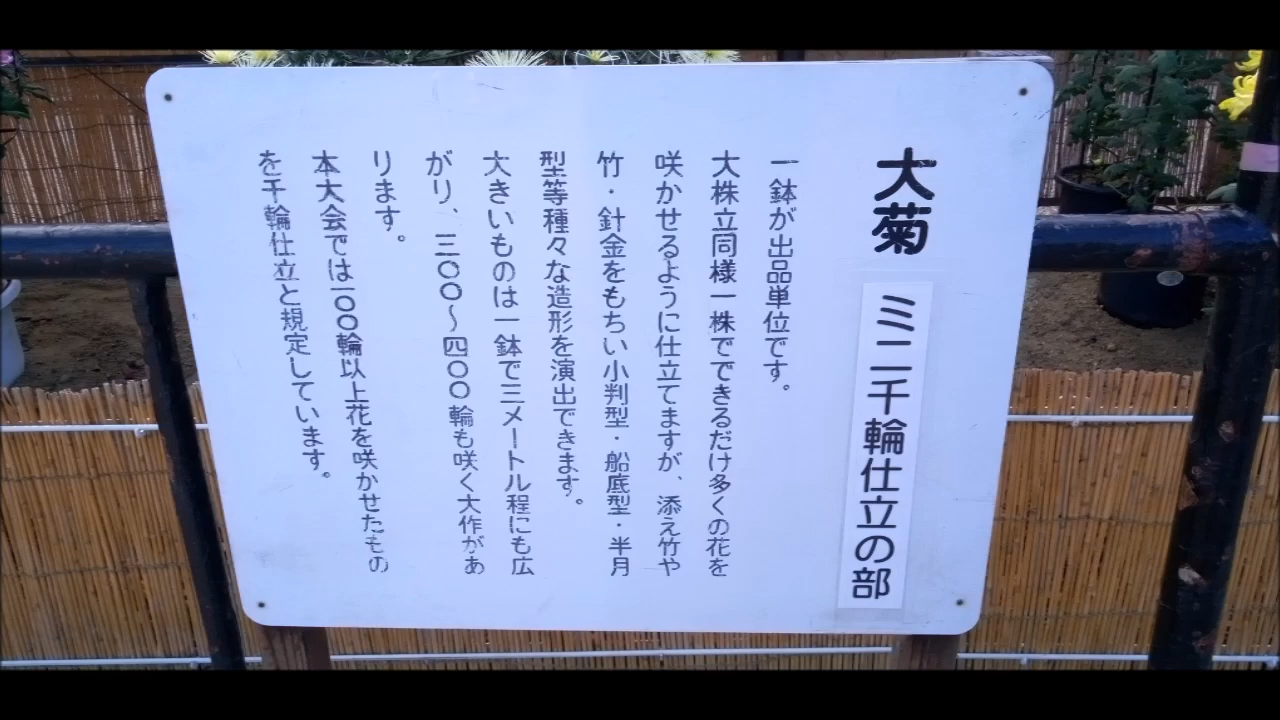 大菊 ミニ千輪仕立の部
一鉢が出品単位です。
大株立同様一株でできるだけ多くの花を
咲かせるように仕立てますが、添え竹や
竹・針金をもちい小判型・船底型・半月
型等種々な造形を演出できます。
大きいものは一鉢で三メートル程にも広
がり、三〇〇～四〇〇輪も咲く大作があ
ります。
本大会では一〇〇輪以上花を咲かせたもの
を千輪仕立と規定しています。